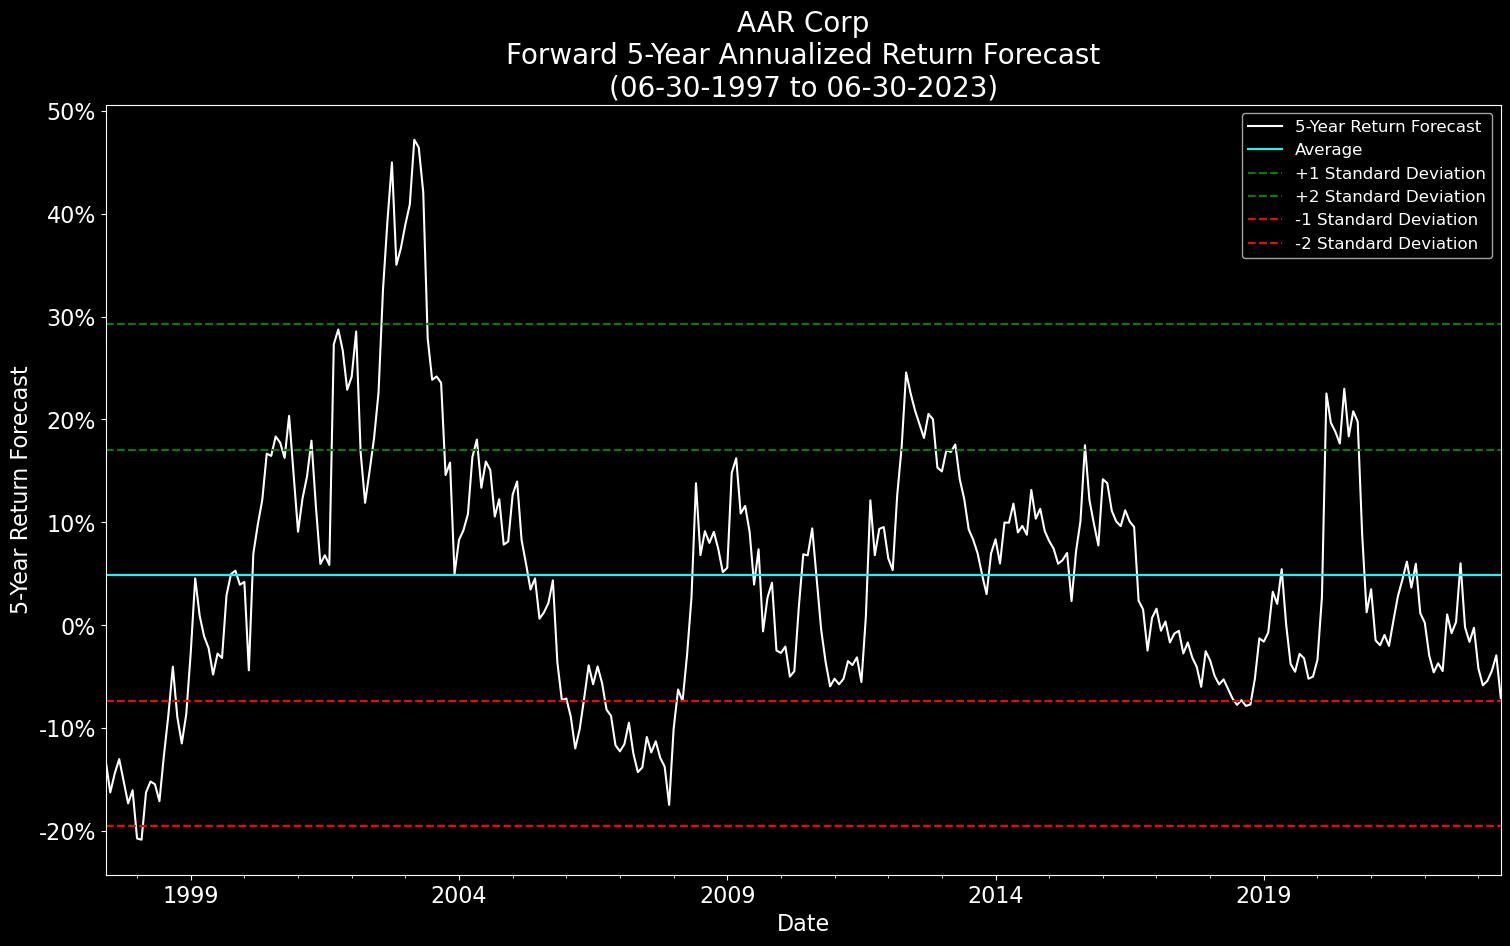 AAR Corp
Forward 5-Year Annualized Return Forecast
(06-30-1997 to 06-30-2023)
5-Year Return Forecast
50%
40%
30%
20%
10%
0%
-10%
-20%
5-Year Return Forecast
Average
+1 Standard Deviation
+2 Standard Deviation
-1 Standard Deviation
-2 Standard Deviation
1999
2004
2009
2014
2019
Date